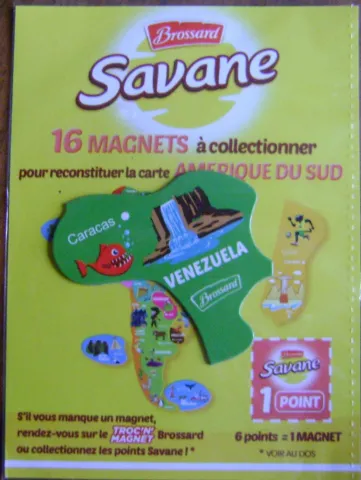 Brossard
Savane
16 MAGNETS à collectionner
pour reconstituer la carte AMERIQUE DU SUD
Caracas
VENEZUELA
Brossard
Brossard
Savane
1 POINT
S'il vous manque un magnet,
rendez-vous sur le TROC'N' MAGNET Brossard
ou collectionnez les points Savane ! *
6 points = 1 MAGNET
* VOIR AU DOS